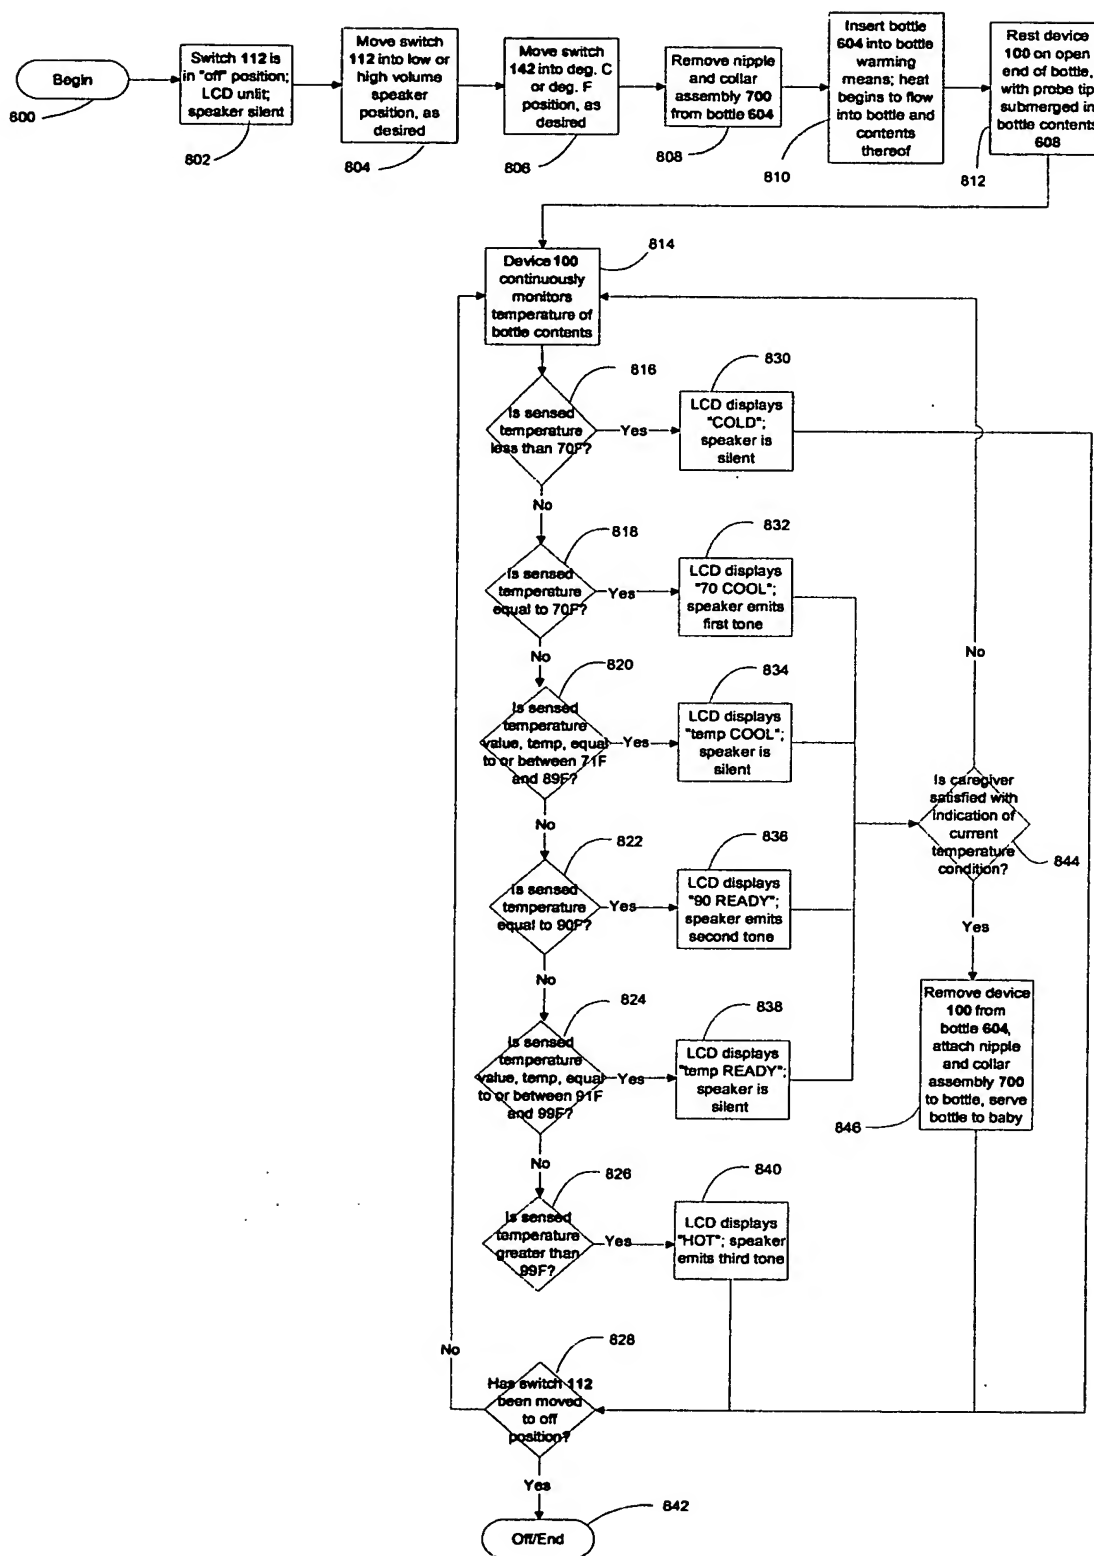 Begin
800
Switch 112 is
in "off" position;
LCD unlit;
speaker silent
802
Move switch
112 into low or
high volume
speaker
position, as
desired
804
Move switch
142 into deg. C
or deg. F
position, as
desired
806
Remove nipple
and collar
assembly 700
from bottle 604
808
Insert bottle
604 into bottle
warming
means; heat
begins to flow
into bottle and
contents
thereof
810
Rest device
100 on open
end of bottle,
with probe tip
submerged in
bottle contents
608
812
Device 100
continuously
monitors
temperature of
bottle contents
814
Is sensed
temperature
less than 70F?
816
Yes
No
LCD displays
"COLD";
speaker is
silent
830
Is sensed
temperature
equal to 70F?
818
Yes
No
LCD displays
"70 COOL";
speaker emits
first tone
832
Is sensed
temperature
value, temp, equal
to or between 71F
and 89F?
820
Yes
No
LCD displays
"temp COOL";
speaker is
silent
834
Is sensed
temperature
equal to 90F?
822
Yes
No
LCD displays
"90 READY";
speaker emits
second tone
836
Is sensed
temperature
value, temp, equal
to or between 91F
and 99F?
824
Yes
No
LCD displays
"temp READY";
speaker is
silent
838
Is sensed
temperature
greater than
99F?
826
Yes
LCD displays
"HOT"; speaker
emits third tone
840
No
Is caregiver
satisfied with
indication of
current
temperature
condition?
844
Yes
Remove device
100 from
bottle 604,
attach nipple
and collar
assembly 700
to bottle, serve
bottle to baby
846
Has switch 112
been moved
to off
position?
828
No
Yes
Off/End
842